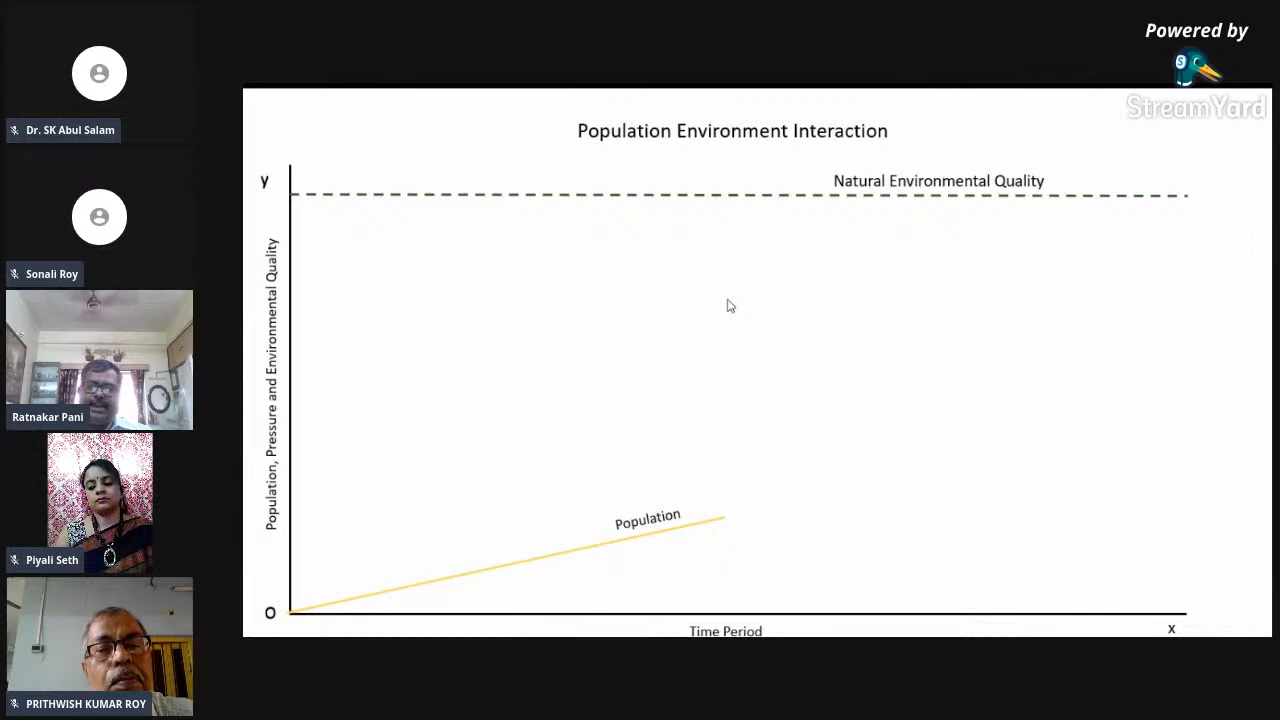 Powered by
StreamYard
Dr. SK Abul Salam
Sonali Roy
Ratnakar Pani
Piyali Seth
PRITHWISH KUMAR ROY
Population Environment Interaction
y
Natural Environmental Quality
Population, Pressure and Environmental Quality
Population
O
Time Period
x